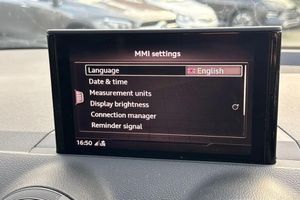 MMI settings
Language English
Date & time
Measurement units
Display brightness
Connection manager
Reminder signal
16:50